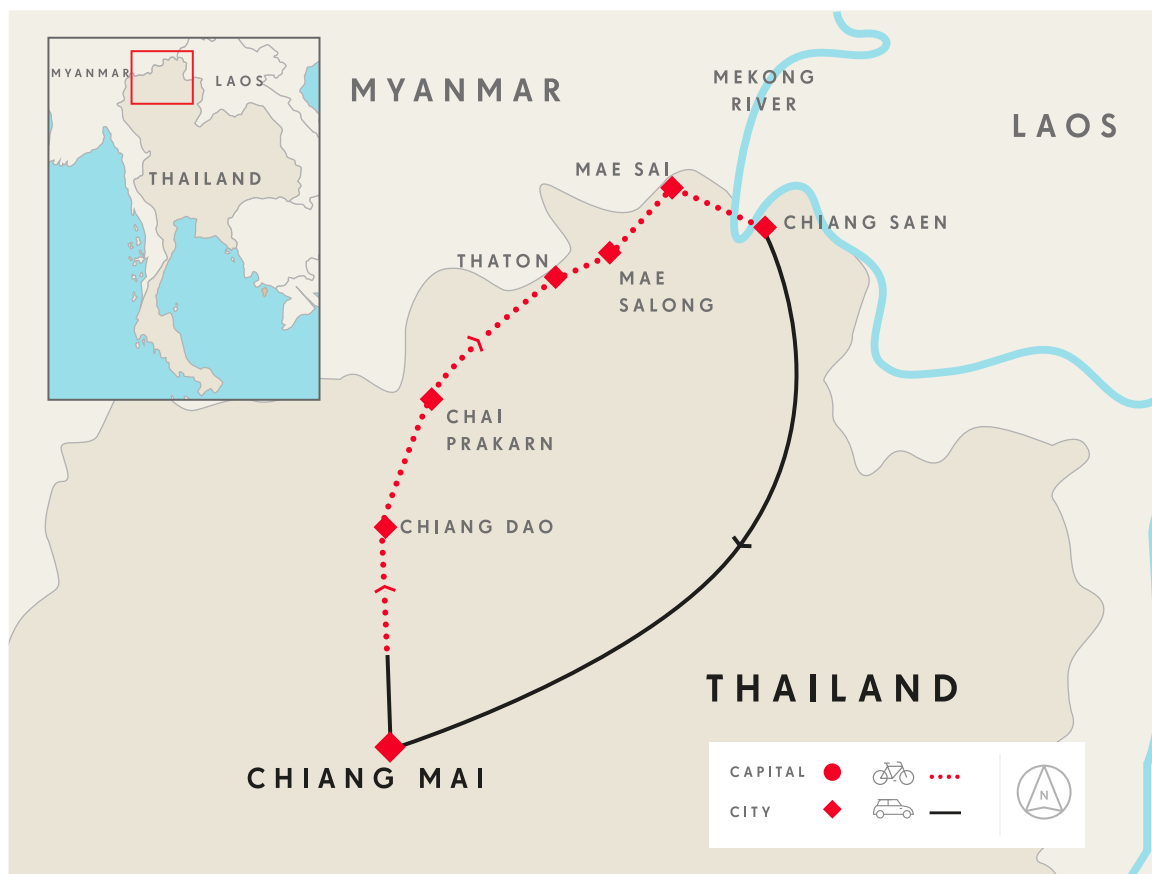 MYANMAR
LAOS
THAILAND
MYANMAR
MEKONG
RIVER
LAOS
MAE SAI
CHIANG SAEN
THATON
MAE
SALONG
CHAI
PRAKARN
CHIANG DAO
THAILAND
CHIANG MAI
CAPITAL
CITY
N